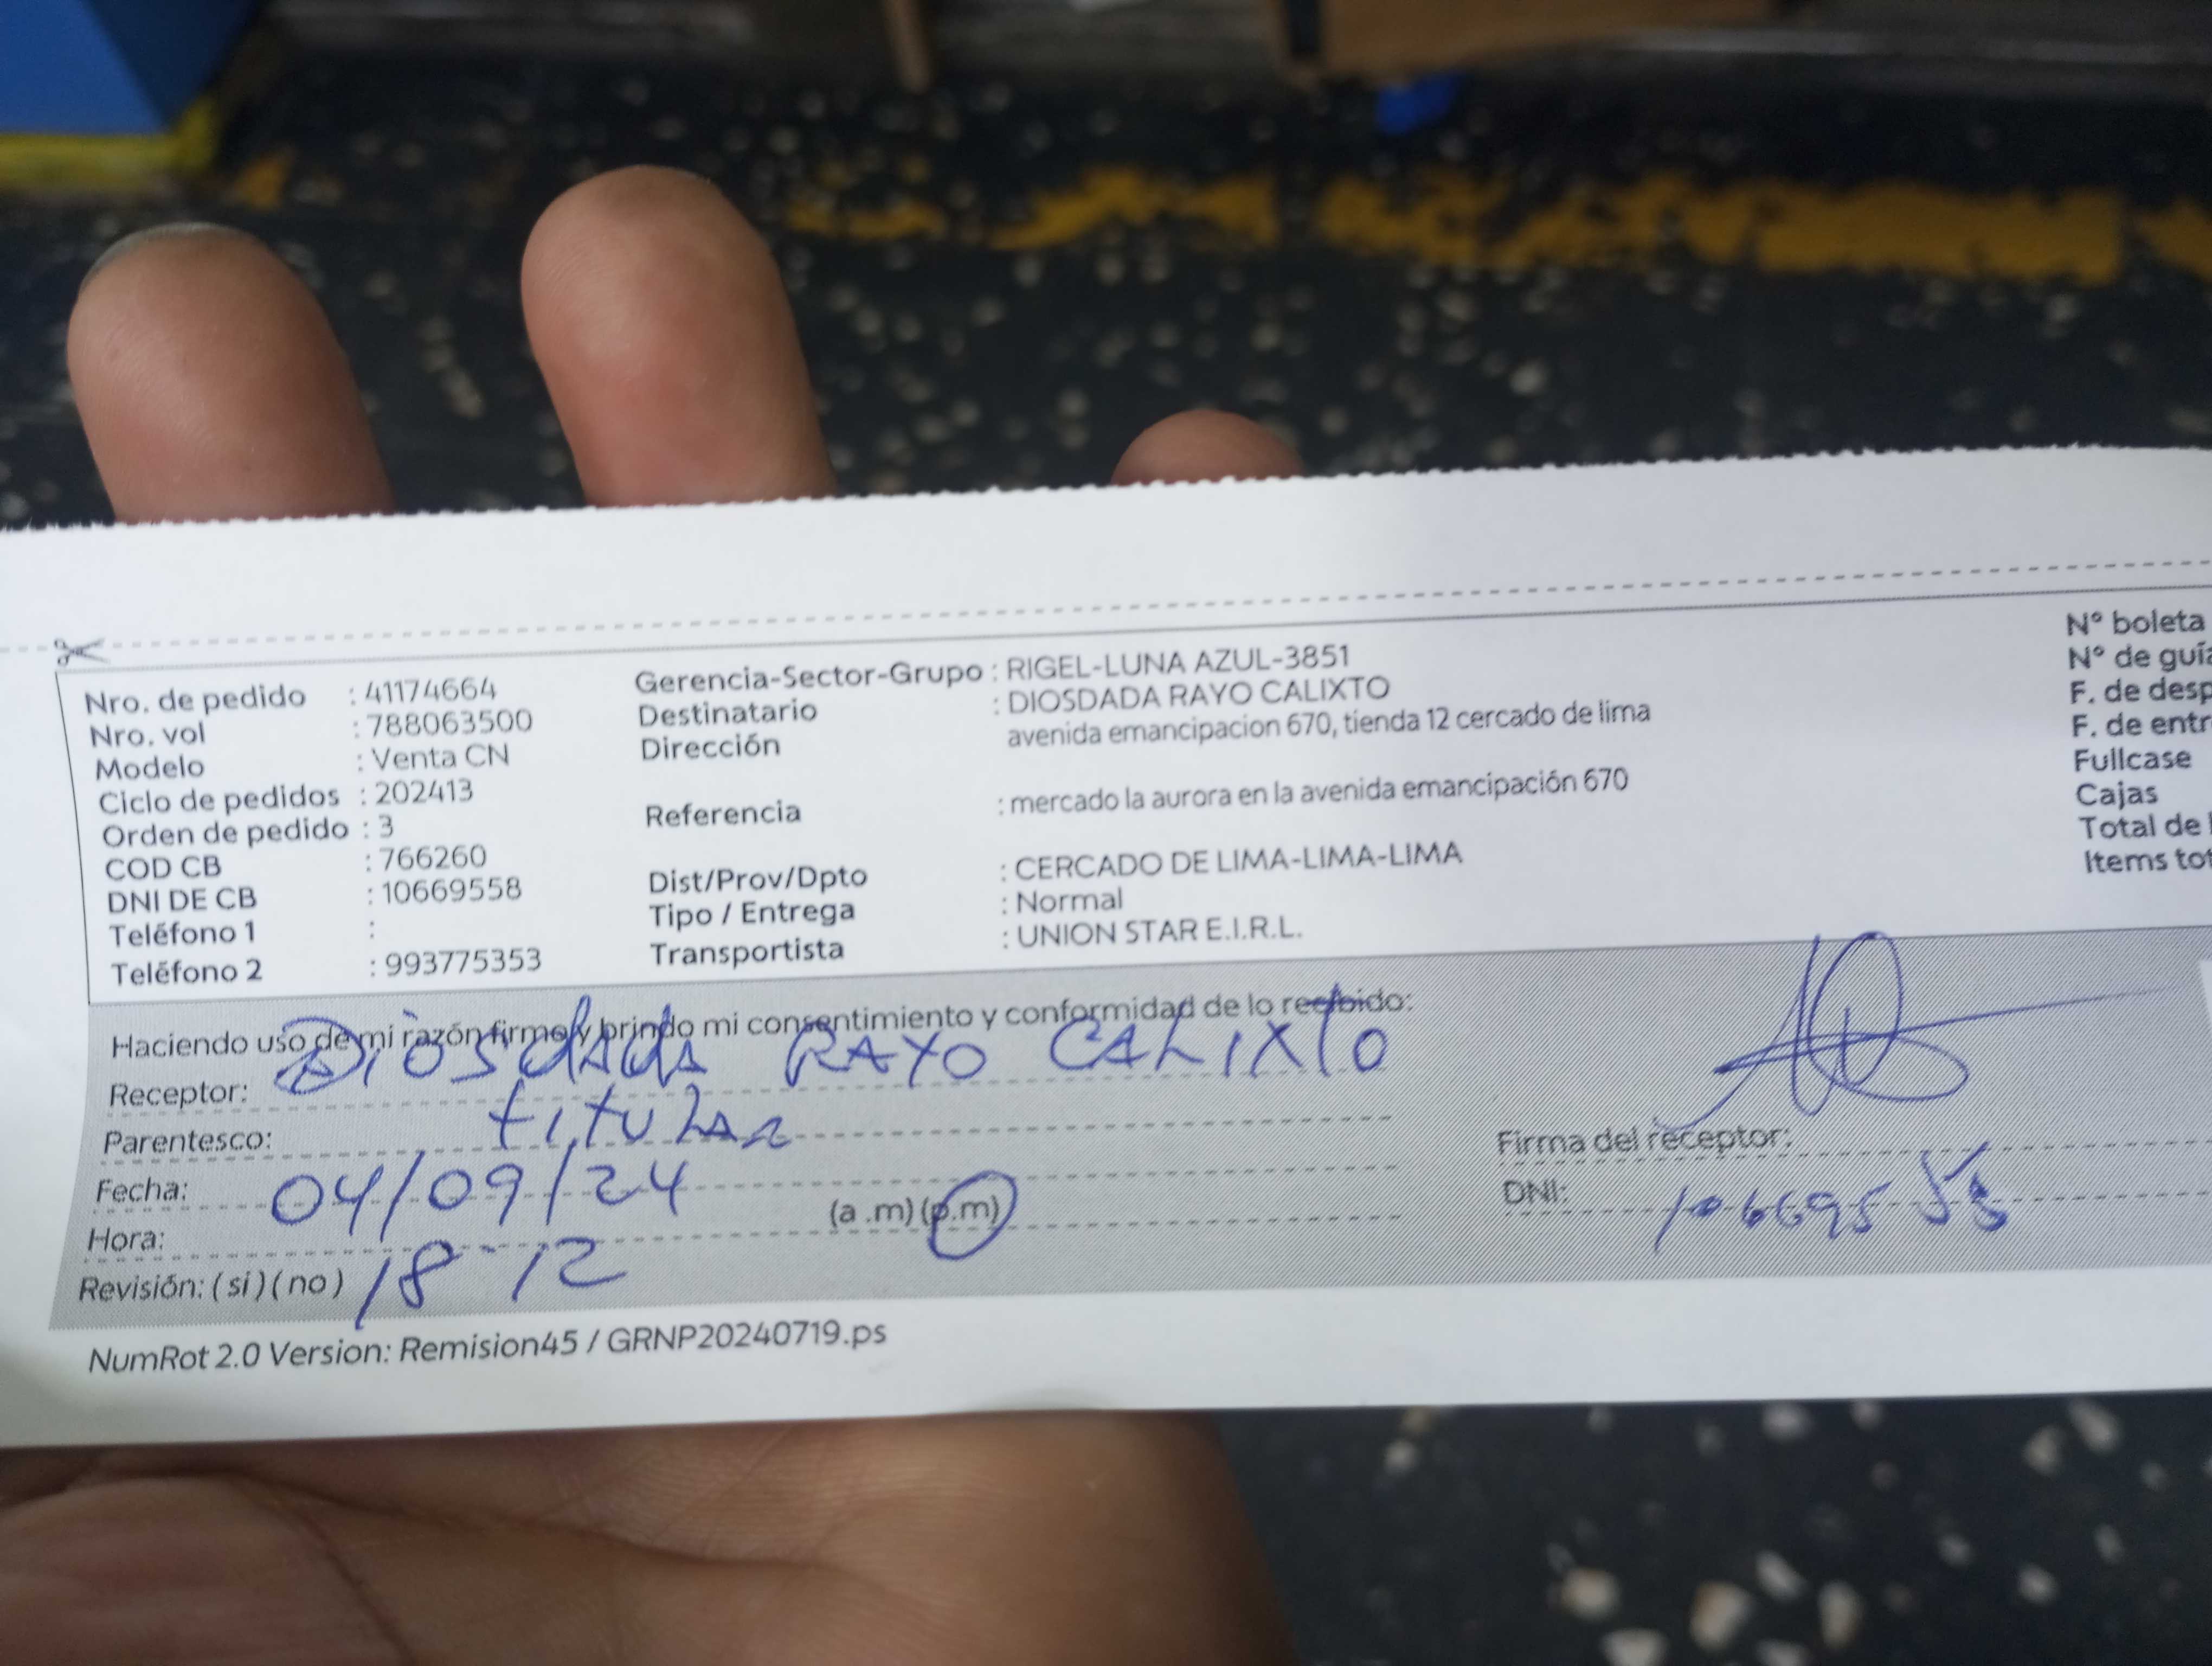 Nro. de pedido : 41174664
Nro. vol : 788063500
Modelo : Venta CN
Ciclo de pedidos : 202413
Orden de pedido : 3
COD CB : 766260
DNI DE CB : 10669558
Teléfono 1 :
Teléfono 2 : 993775353
Gerencia-Sector-Grupo : RIGEL-LUNA AZUL-3851
Destinatario : DIOSDADA RAYO CALIXTO
Dirección avenida emancipacion 670, tienda 12 cercado de lima
Referencia : mercado la aurora en la avenida emancipación 670
Dist/Prov/Dpto : CERCADO DE LIMA-LIMA-LIMA
Tipo / Entrega : Normal
Transportista : UNION STAR E.I.R.L.
N° boleta
N° de
F. de
F. de
Fullcase
Cajas
Total de
Items
Haciendo uso de mi razón firmo y brindo mi consentimiento y conformidad de lo recibido:
Receptor: Diosdada RAYO CALIXTO
Parentesco: titular
Fecha: 04/09/24
Hora: 18 12 (a .m) (p.m)
Revisión: ( si ) ( no )
Firma del receptor:
DNI:
NumRot 2.0 Version: Remision45 / GRNP20240719.ps